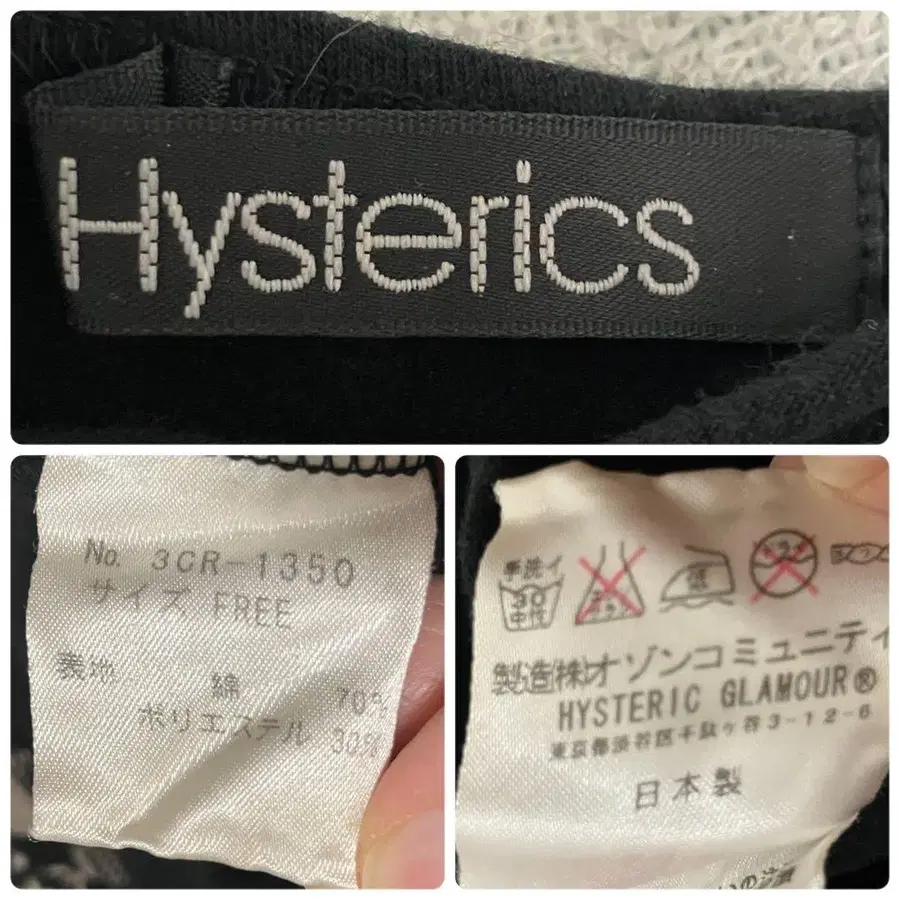 Hysterics
No. 3CR-1350
サイズ FREE
表地 綿 70%
ポリエステル 30%
手洗イ
30
中性
低
製造(株)オゾンコミュニティ
HYSTERIC GLAMOUR®
東京都渋谷区千駄ヶ谷3-12-6
日本製